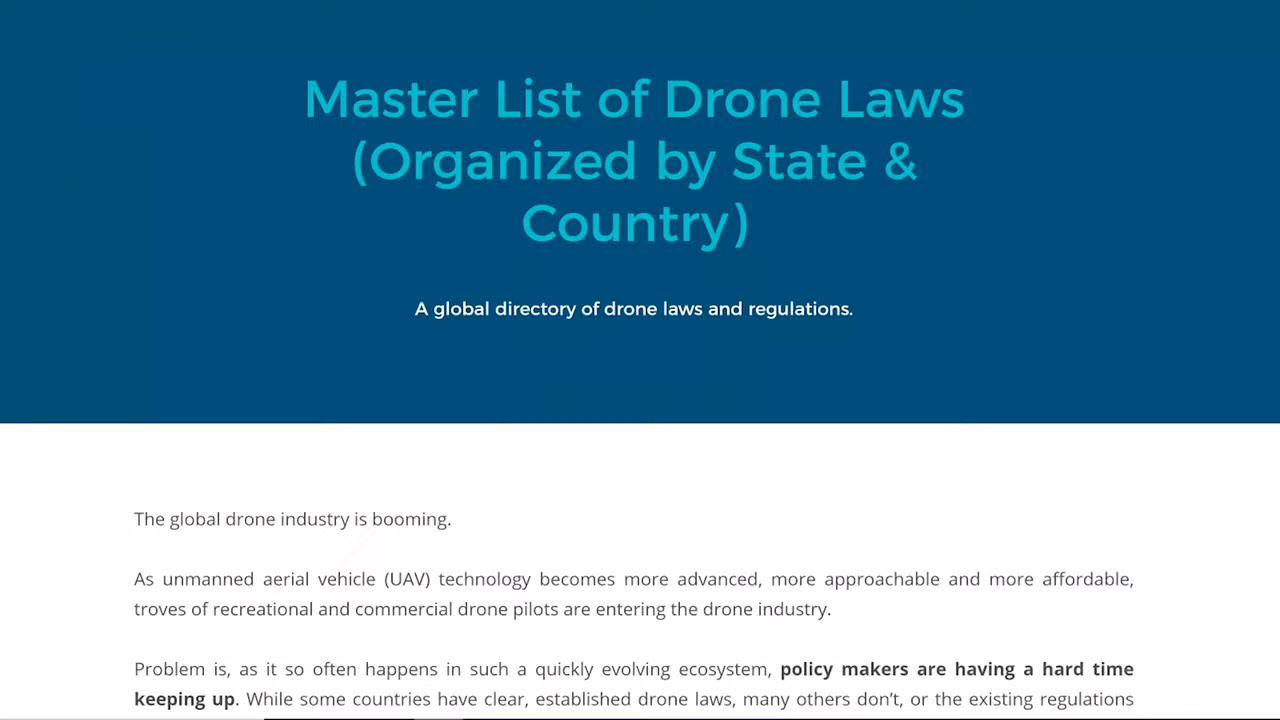 Master List of Drone Laws
(Organized by State &
Country)
A global directory of drone laws and regulations.
The global drone industry is booming.
As unmanned aerial vehicle (UAV) technology becomes more advanced, more approachable and more affordable,
troves of recreational and commercial drone pilots are entering the drone industry.
Problem is, as it so often happens in such a quickly evolving ecosystem, policy makers are having a hard time
keeping up. While some countries have clear, established drone laws, many others don’t, or the existing regulations